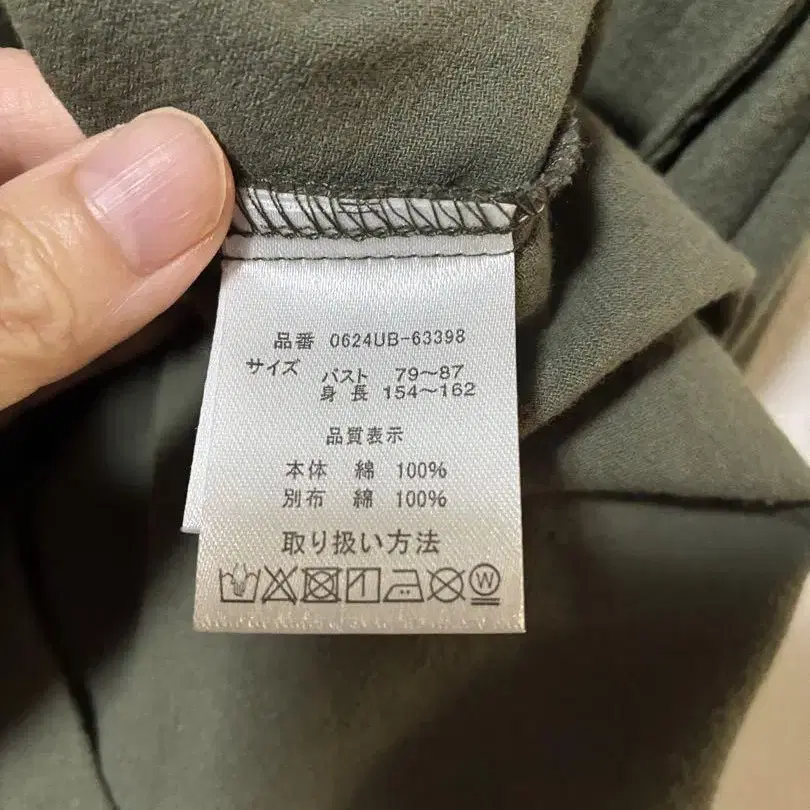 品番 0624UB-63398
サイズ バスト 79～87
身長 154～162
品質表示
本体 綿 100%
別布 綿 100%
取り扱い方法
W